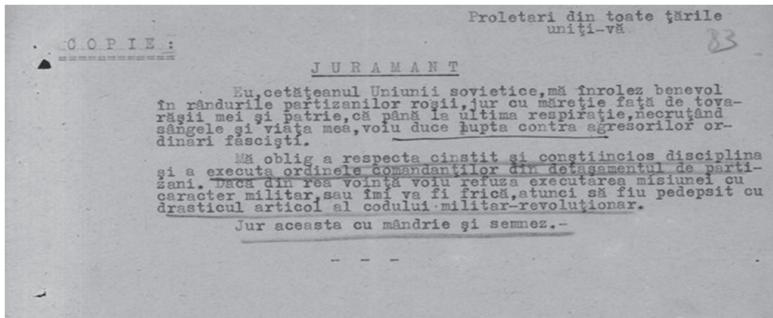 Proletari din toate ţările
uniţi-vă
83
C O P I E :
J U R A M A N T
Eu,cetăţeanul Uniunii sovietice,mă înrolez benevol
în rândurile partizanilor roşii,jur cu măreţie faţă de tova-
răşii mei şi patrie,că până la ultima respiraţie,necruţând
sângele şi viaţa mea,voiu duce lupta contra agresorilor or-
dinari fascişti.
Mă oblig a respecta cinstit şi conştiincios disciplina
şi a executa ordinele comandanţilor din detaşamentul de parti-
zani. Dacă din rea voinţă voiu refuza executarea misiunei cu
caracter militar,sau îmi va fi frică,atunci să fiu pedepsit cu
drasticul articol al codului militar-revoluţionar.
Jur aceasta cu mândrie şi semnez.-
- - -